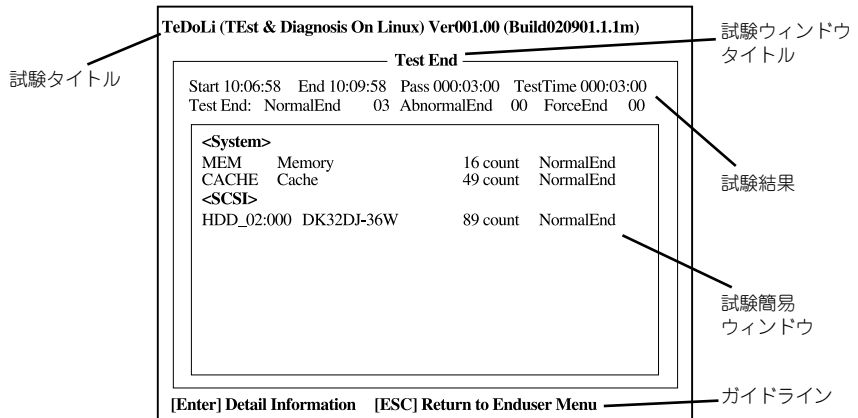 TeDoLi (TEst & Diagnosis On Linux) Ver001.00 (Build020901.1.1m)
試験ウィンドウ
タイトル
Test End
試験タイトル
Start 10:06:58 End 10:09:58 Pass 000:03:00 TestTime 000:03:00
Test End: NormalEnd 03 AbnormalEnd 00 ForceEnd 00
<System>
MEM Memory 16 count NormalEnd
CACHE Cache 49 count NormalEnd
試験結果
<SCSI>
HDD_02:000 DK32DJ-36W 89 count NormalEnd
試験簡易
ウィンドウ
[Enter] Detail Information [ESC] Return to Enduser Menu
ガイドライン